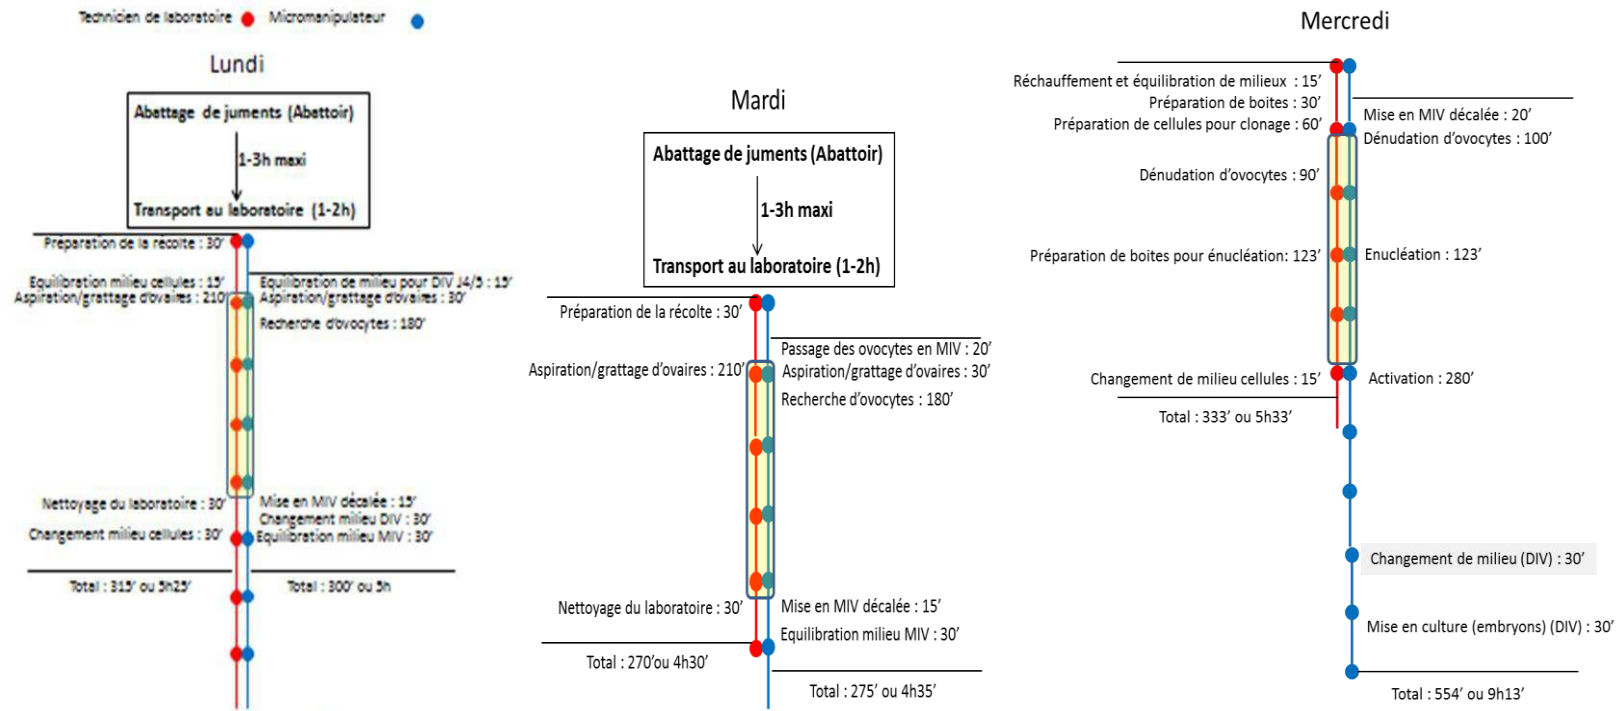 Technicien de laboratoire
Micromanipulateur
Lundi
Abattage de juments (Abattoir)
1-3h maxi
Transport au laboratoire (1-2h)
Préparation de la récolte : 30’
Equilibration milieu cellules : 15’
Aspiration/grattage d’ovaires : 210’
Equilibration de milieu pour DIV J4/5 : 15’
Aspiration/grattage d’ovaires : 30’
Recherche d’ovocytes : 180’
Nettoyage du laboratoire : 30’
Changement milieu cellules : 30’
Mise en MIV décalée : 15’
Changement milieu DIV : 30’
Equilibration milieu MIV : 30’
Total : 315’ ou 5h25’
Total : 300’ ou 5h
Mardi
Abattage de juments (Abattoir)
1-3h maxi
Transport au laboratoire (1-2h)
Préparation de la récolte : 30’
Passage des ovocytes en MIV : 20’
Aspiration/grattage d’ovaires : 210’
Aspiration/grattage d’ovaires : 30’
Recherche d’ovocytes : 180’
Nettoyage du laboratoire : 30’
Mise en MIV décalée : 15’
Equilibration milieu MIV : 30’
Total : 270’ou 4h30’
Total : 275’ ou 4h35’
Mercredi
Réchauffement et équilibration de milieux : 15’
Préparation de boites : 30’
Préparation de cellules pour clonage : 60’
Mise en MIV décalée : 20’
Dénudation d’ovocytes : 100’
Dénudation d’ovocytes : 90’
Préparation de boites pour énucléation: 123’
Enucléation : 123’
Changement de milieu cellules : 15’
Activation : 280’
Total : 333’ ou 5h33’
Changement de milieu (DIV) : 30’
Mise en culture (embryons) (DIV) : 30’
Total : 554’ ou 9h13’